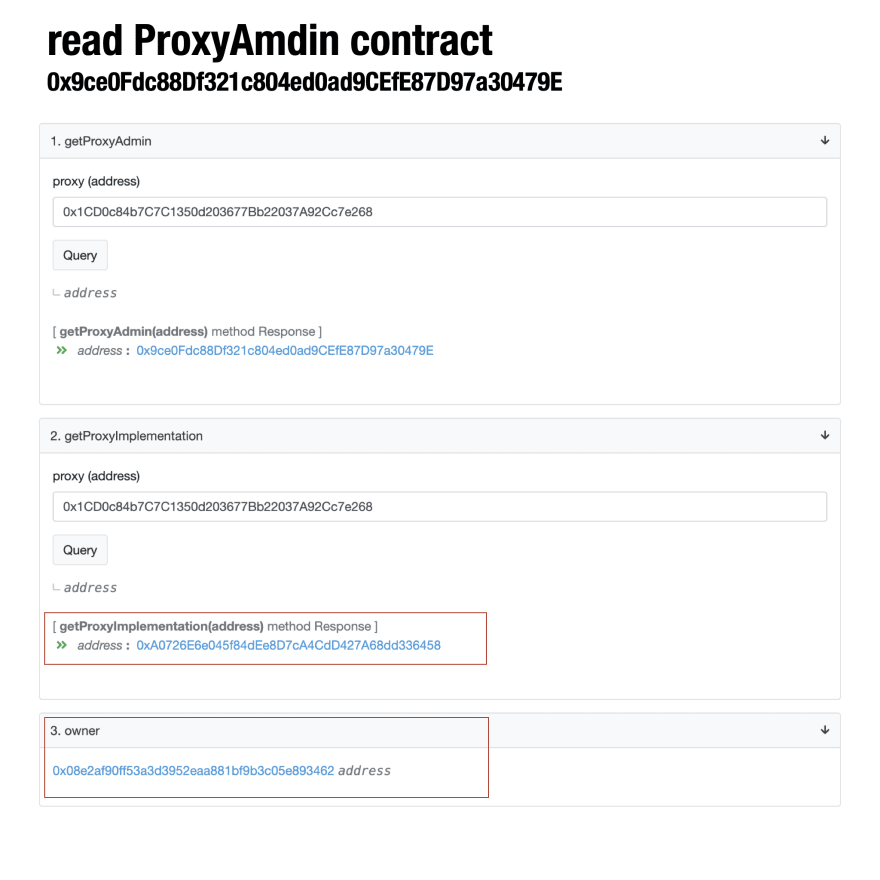 read ProxyAmdin contract
0x9ce0Fdc88Df321c804ed0ad9CEfE87D97a30479E
1. getProxyAdmin
proxy (address)
0x1CD0c84b7C7C1350d203677Bb22037A92Cc7e268
Query
address
[ getProxyAdmin(address) method Response ]
address : 0x9ce0Fdc88Df321c804ed0ad9CEfE87D97a30479E
2. getProxyImplementation
proxy (address)
0x1CD0c84b7C7C1350d203677Bb22037A92Cc7e268
Query
address
[ getProxyImplementation(address) method Response ]
address : 0xA0726E6e045f84dEe8D7cA4CdD427A68dd336458
3. owner
0x08e2af90ff53a3d3952eaa881bf9b3c05e893462 address